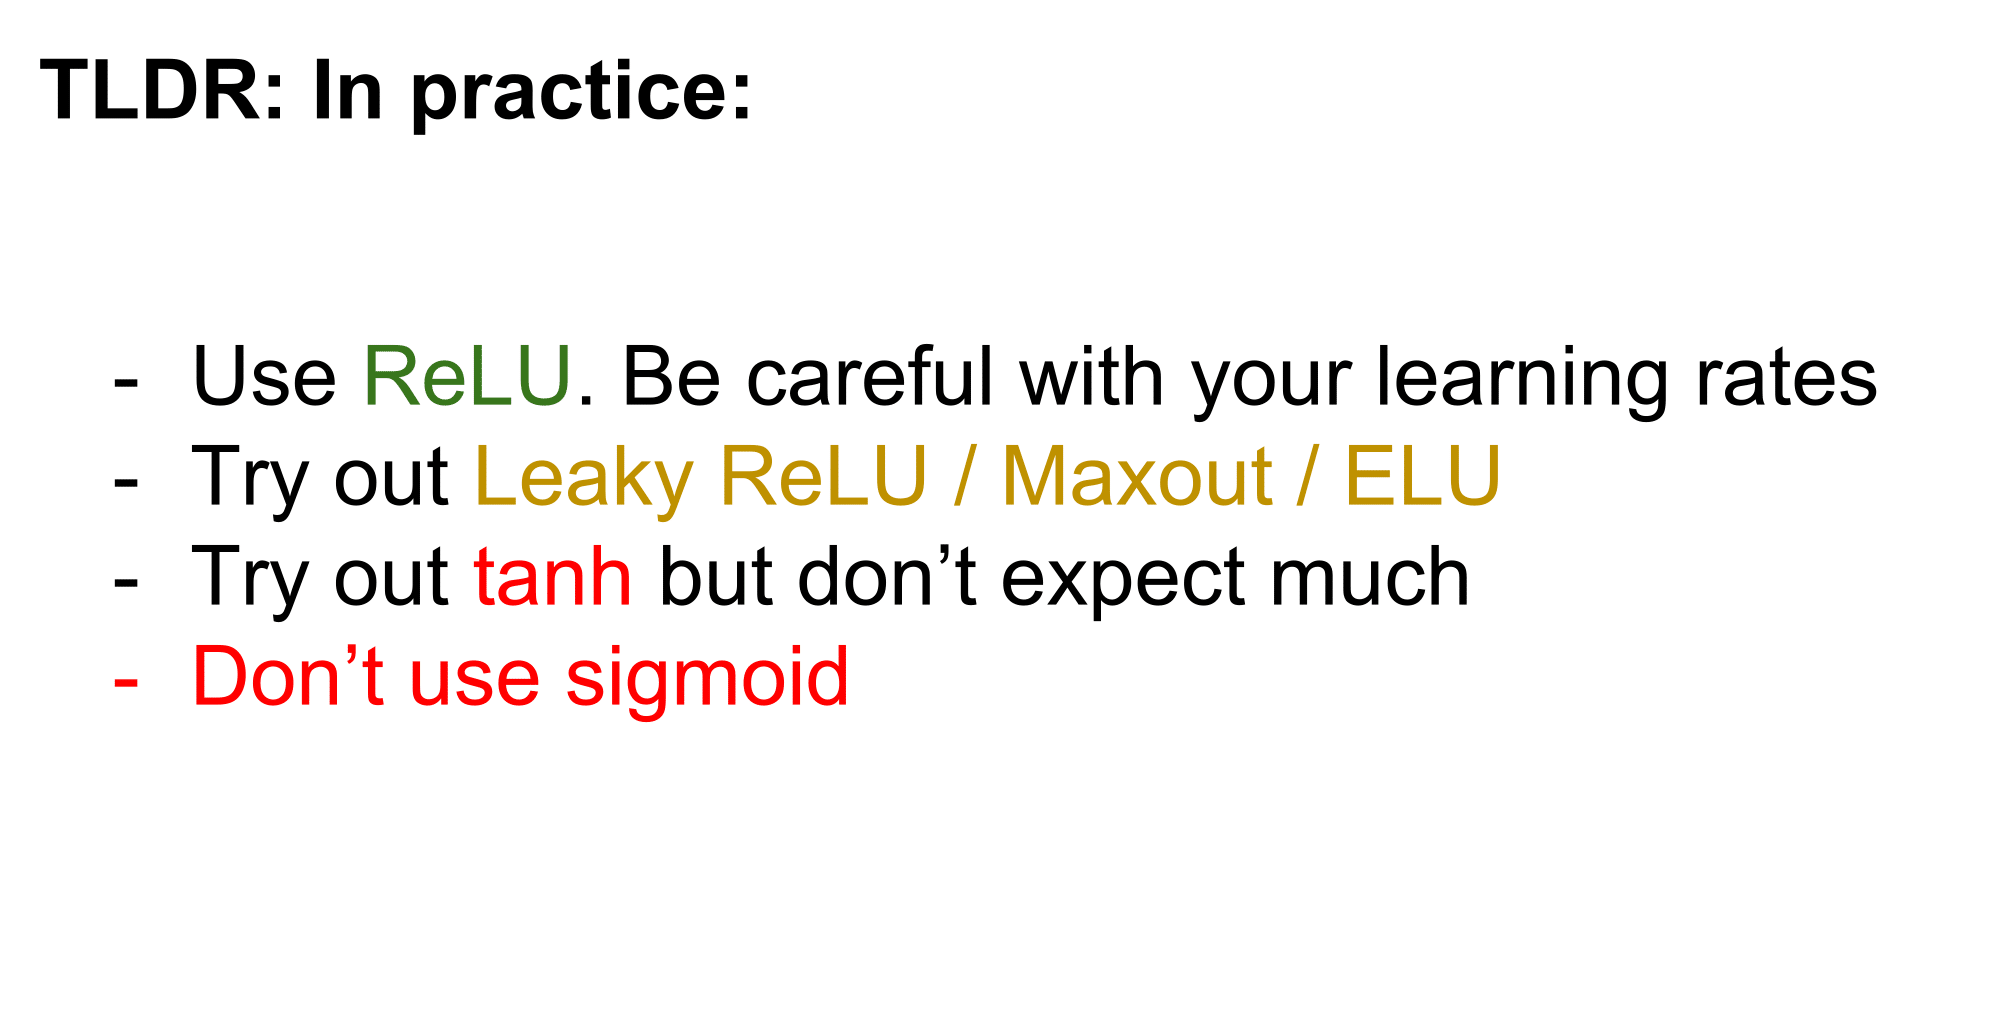 TLDR: In practice:
- Use ReLU. Be careful with your learning rates
- Try out Leaky ReLU / Maxout / ELU
- Try out tanh but don’t expect much
- Don’t use sigmoid